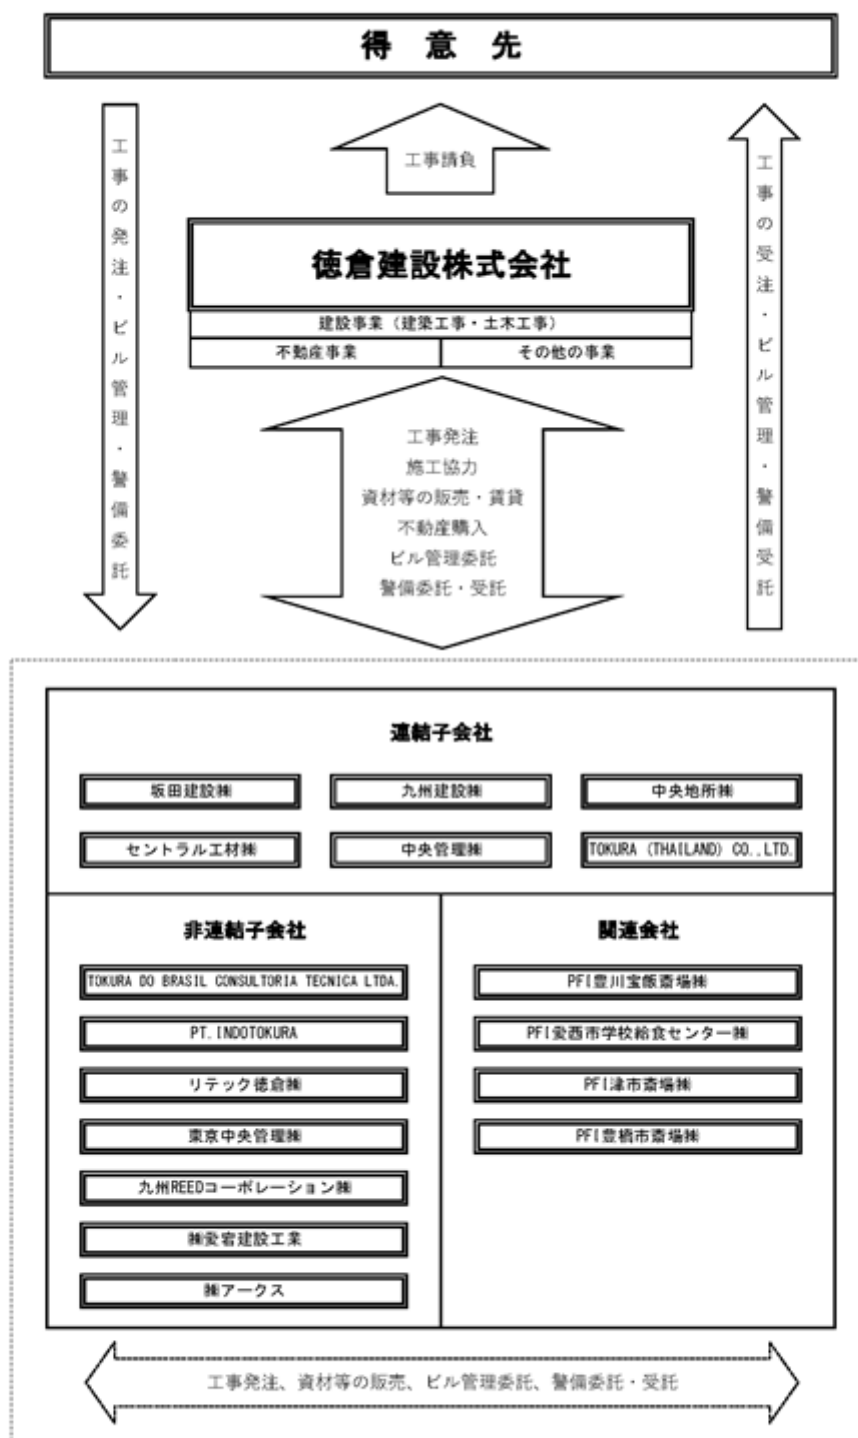 得意先
工事の発注・ビル管理・警備委託
工事請負
工事の受注・ビル管理・警備受託
徳倉建設株式会社
建設事業（建築工事・土木工事）
不動産事業
その他の事業
工事発注
施工協力
資材等の販売・賃貸
不動産購入
ビル管理委託
警備委託・受託
連結子会社
坂田建設㈱
九州建設㈱
中央地所㈱
セントラル工材㈱
中央管理㈱
TOKURA (THAILAND) CO.,LTD.
非連結子会社
TOKURA DO BRASIL CONSULTORIA TECNICA LTDA.
PT.INDOTOKURA
リテック徳倉㈱
東京中央管理㈱
九州REEDコーポレーション㈱
㈱愛宕建設工業
㈱アークス
関連会社
PFI豊川宝飯斎場㈱
PFI愛西市学校給食センター㈱
PFI津市斎場㈱
PFI豊橋市斎場㈱
工事発注、資材等の販売、ビル管理委託、警備委託・受託